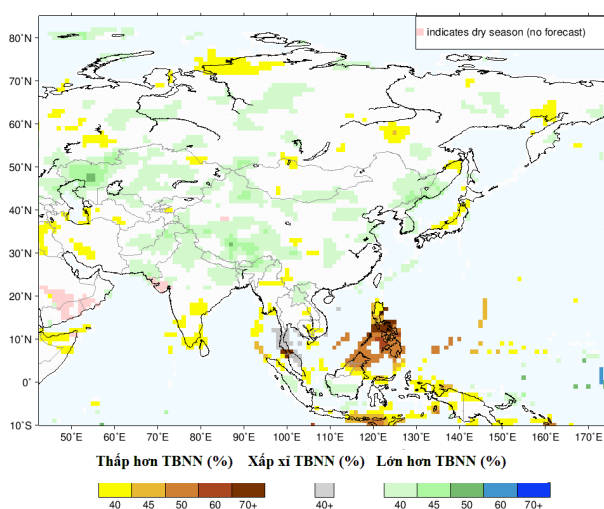 indicates dry season (no forecast)
85°N
80°N
70°N
60°N
50°N
40°N
30°N
20°N
10°N
0°
10°S
50°E 60°E 70°E 80°E 90°E 100°E 110°E 120°E 130°E 140°E 150°E 160°E 170°E
Thấp hơn TBNN (%) Xấp xỉ TBNN (%) Lớn hơn TBNN (%)
40 45 50 60 70+ 40+ 40 45 50 60 70+